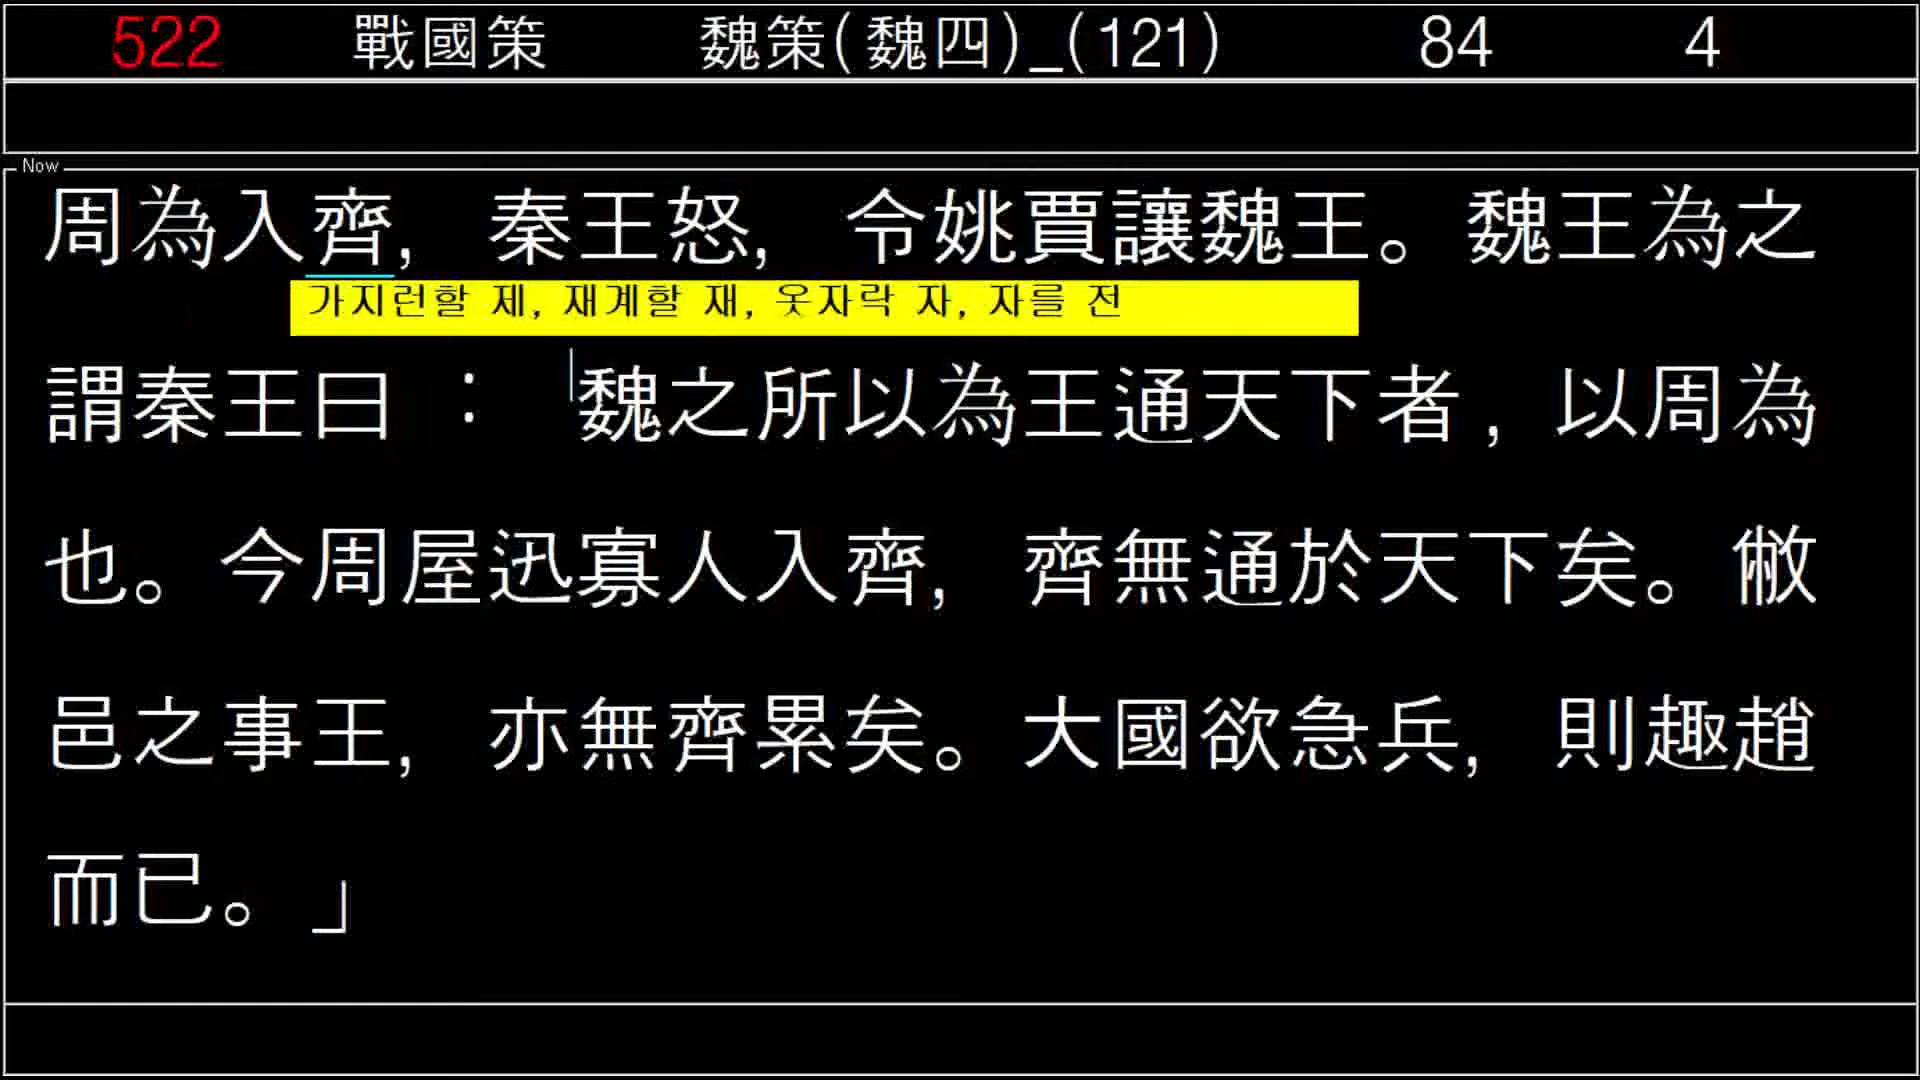 522 戰國策 魏策(魏四)_(121) 84 4
Now
周為入齊, 秦王怒, 令姚賈讓魏王。魏王為之
가지런할 제, 재계할 재, 옷자락 자, 자를 전
謂秦王曰 : 「魏之所以為王通天下者, 以周為
也。今周屋迅寡人入齊, 齊無通於天下矣。敝
邑之事王, 亦無齊累矣。大國欲急兵, 則趣趙
而已。」